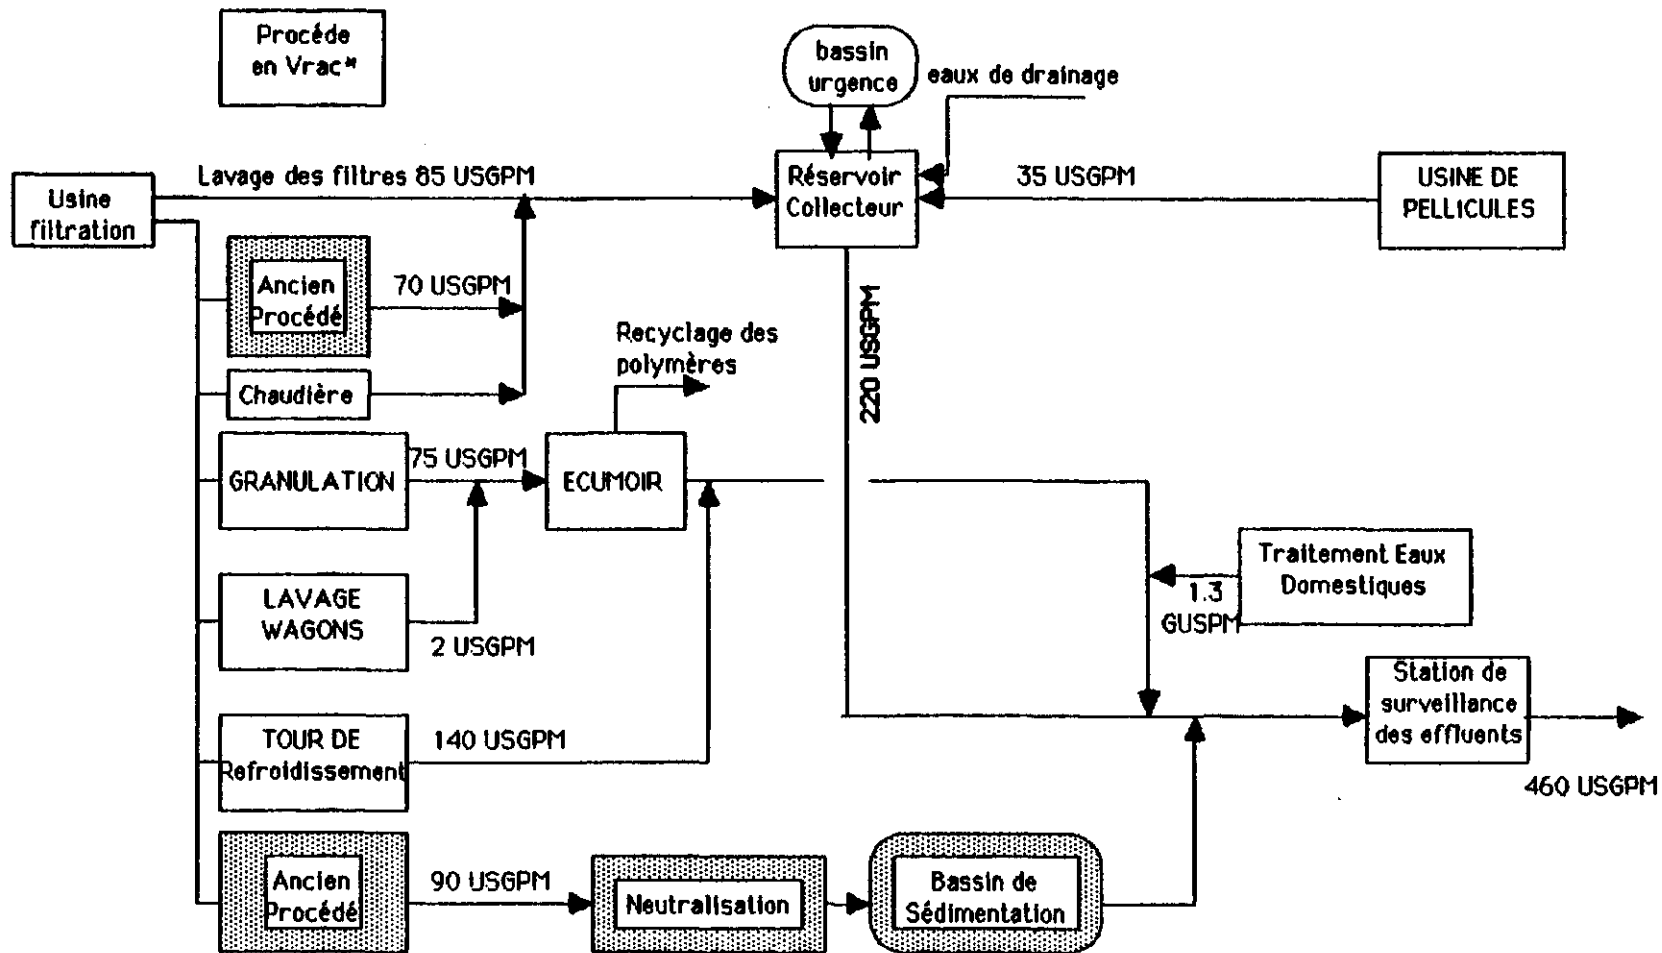 Procéde
en Vrac*
bassin
urgence
eaux de drainage
Lavage des filtres 85 USGPM
Usine
filtration
Réservoir
Collecteur
35 USGPM
USINE DE
PELLICULES
Ancien
Procédé
70 USGPM
Recyclage des
polymères
220 USGPM
Chaudière
GRANULATION
75 USGPM
ECUMOIR
LAVAGE
WAGONS
2 USGPM
Traitement Eaux
Domestiques
1.3
GUSPM
TOUR DE
Refroidissement
140 USGPM
Station de
surveillance
des effluents
460 USGPM
Ancien
Procédé
90 USGPM
Neutralisation
Bassin de
Sédimentation